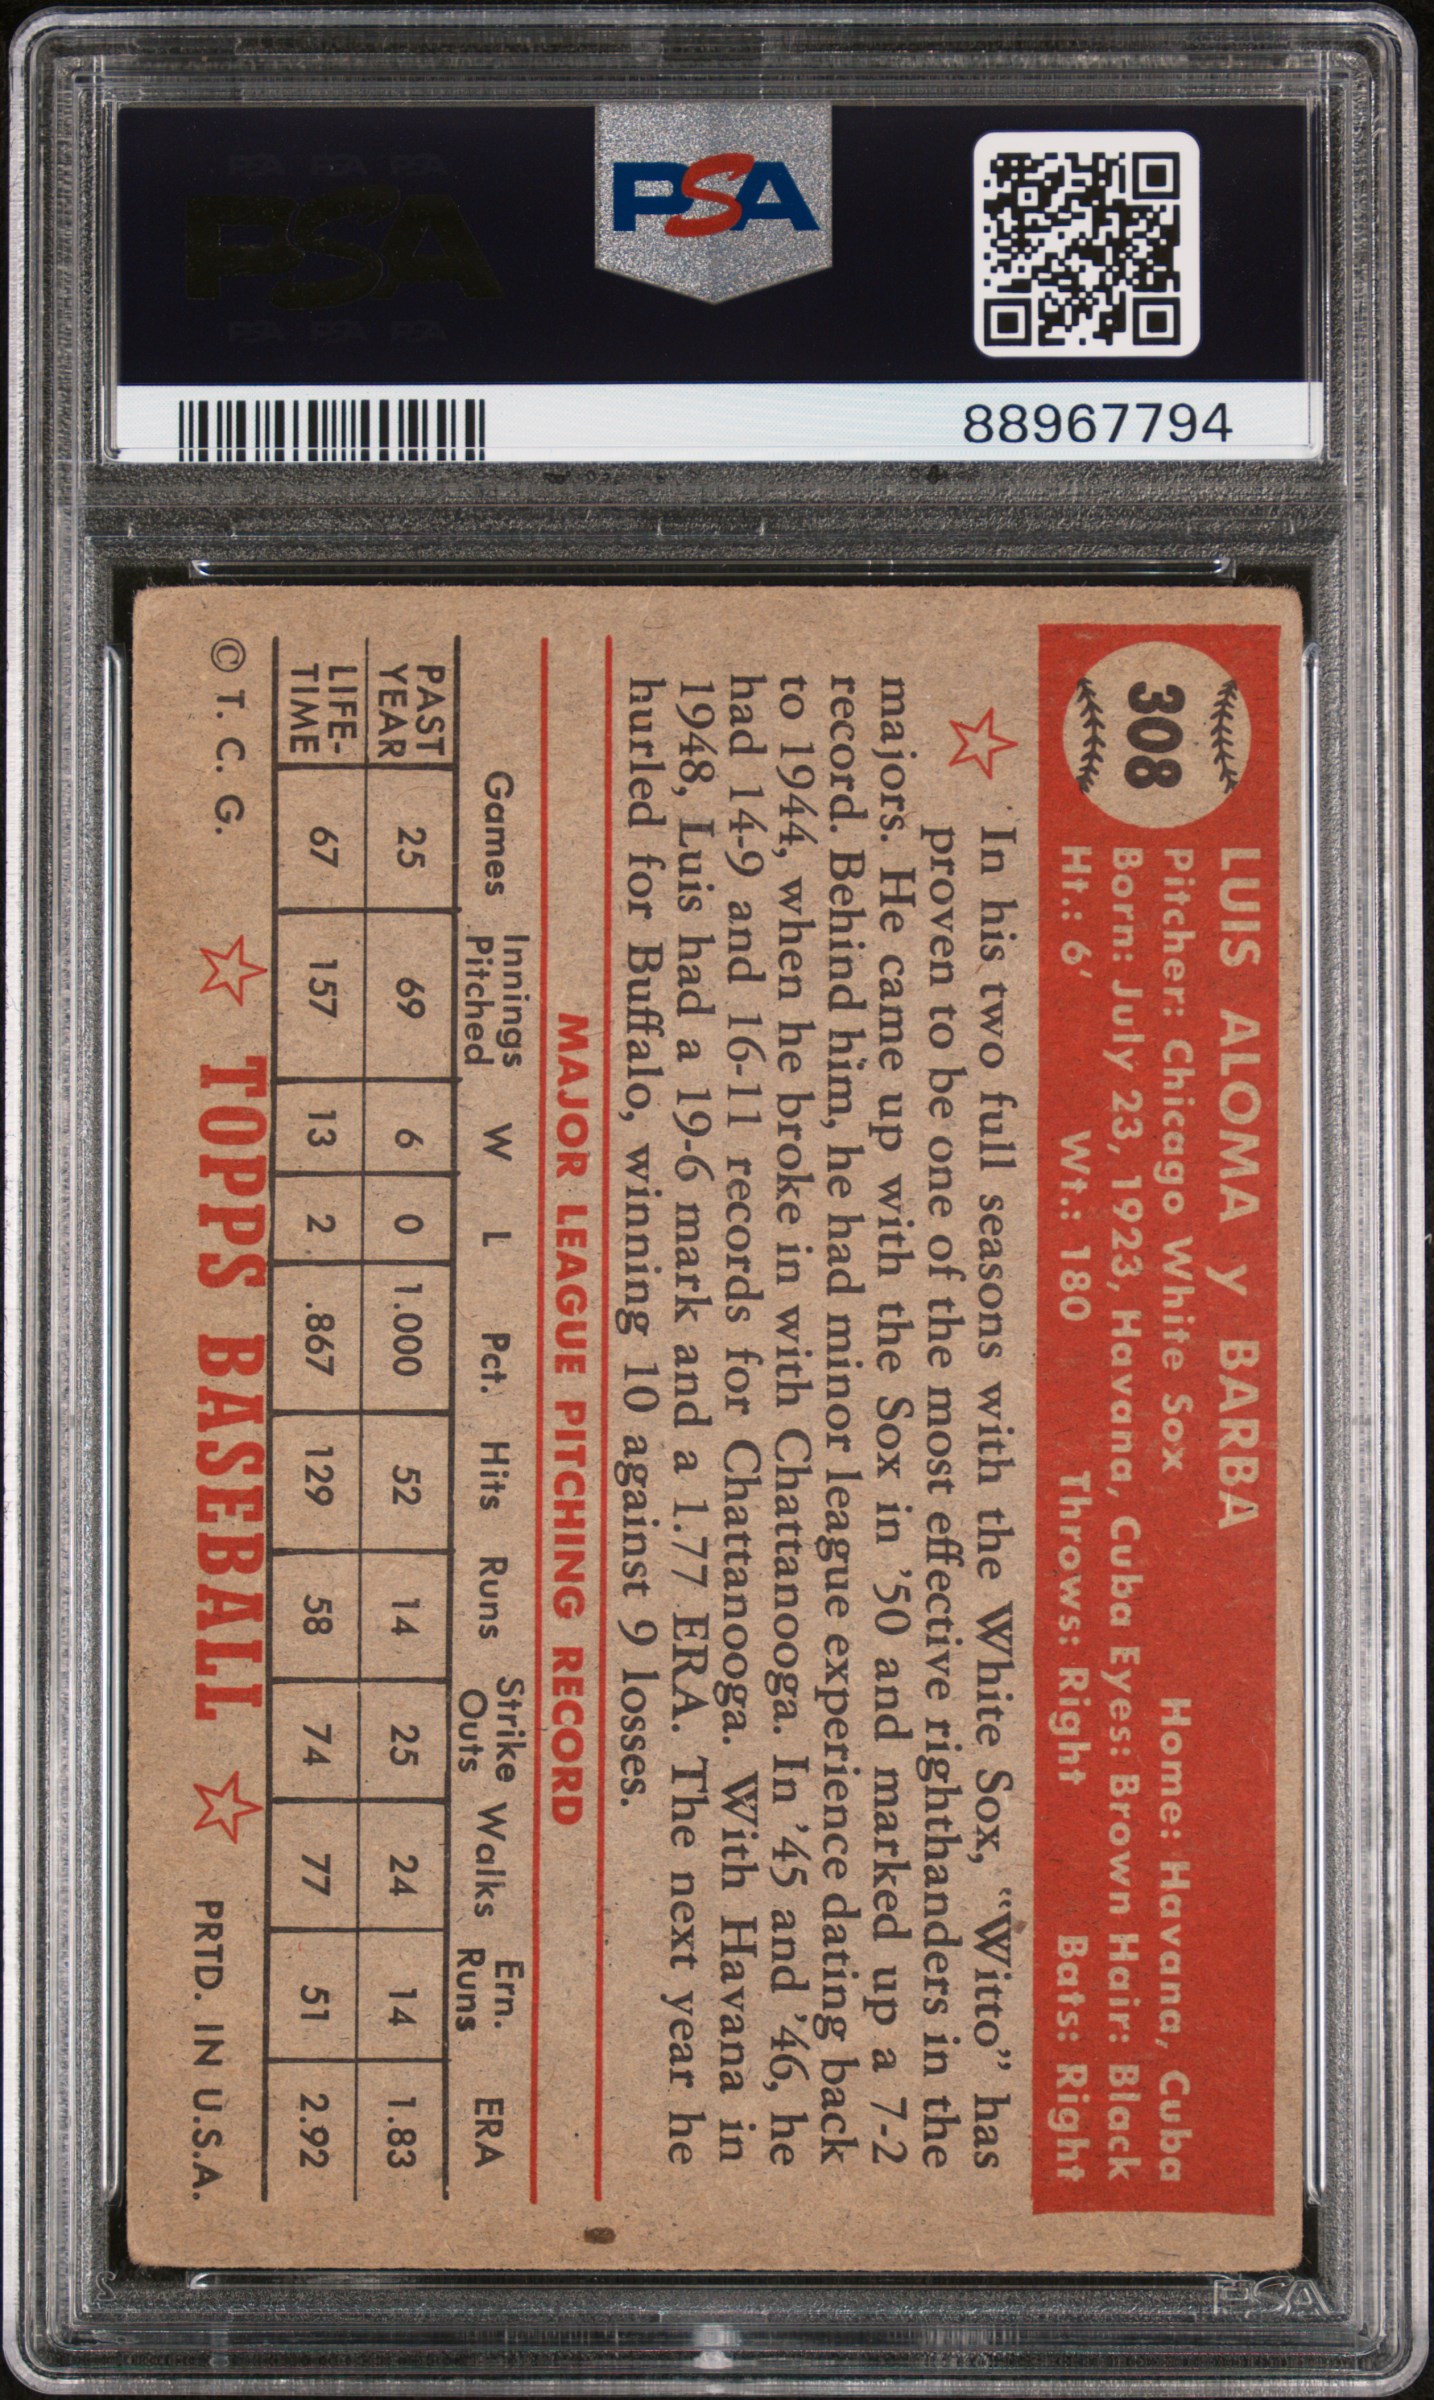 PSA
PSA PSA PSA
PSA
PSA PSA PSA
88967794
308
LUIS ALOMA y BARBA
Pitcher: Chicago White Sox Home: Havana, Cuba
Born: July 23, 1923, Havana, Cuba Eyes: Brown Hair: Black
Ht.: 6' Wt.: 180 Throws: Right Bats: Right
In his two full seasons with the White Sox, "Witto" has
proven to be one of the most effective righthanders in the
majors. He came up with the Sox in '50 and marked up a 7-2
record. Behind him, he had minor league experience dating back
to 1944, when he broke in with Chattanooga. In '45 and '46, he
had 14-9 and 16-11 records for Chattanooga. With Havana in
1948, Luis had a 19-6 mark and a 1.77 ERA. The next year he
hurled for Buffalo, winning 10 against 9 losses.
MAJOR LEAGUE PITCHING RECORD
Games Innings Pitched W L Pct. Hits Runs Strike Outs Walks Ern. Runs ERA
PAST YEAR 25 69 6 0 1.000 52 14 25 24 14 1.83
LIFE-TIME 67 157 13 2 .867 129 58 74 77 51 2.92
© T. C. G. TOPPS BASEBALL PRTD. IN U.S.A.
PSA